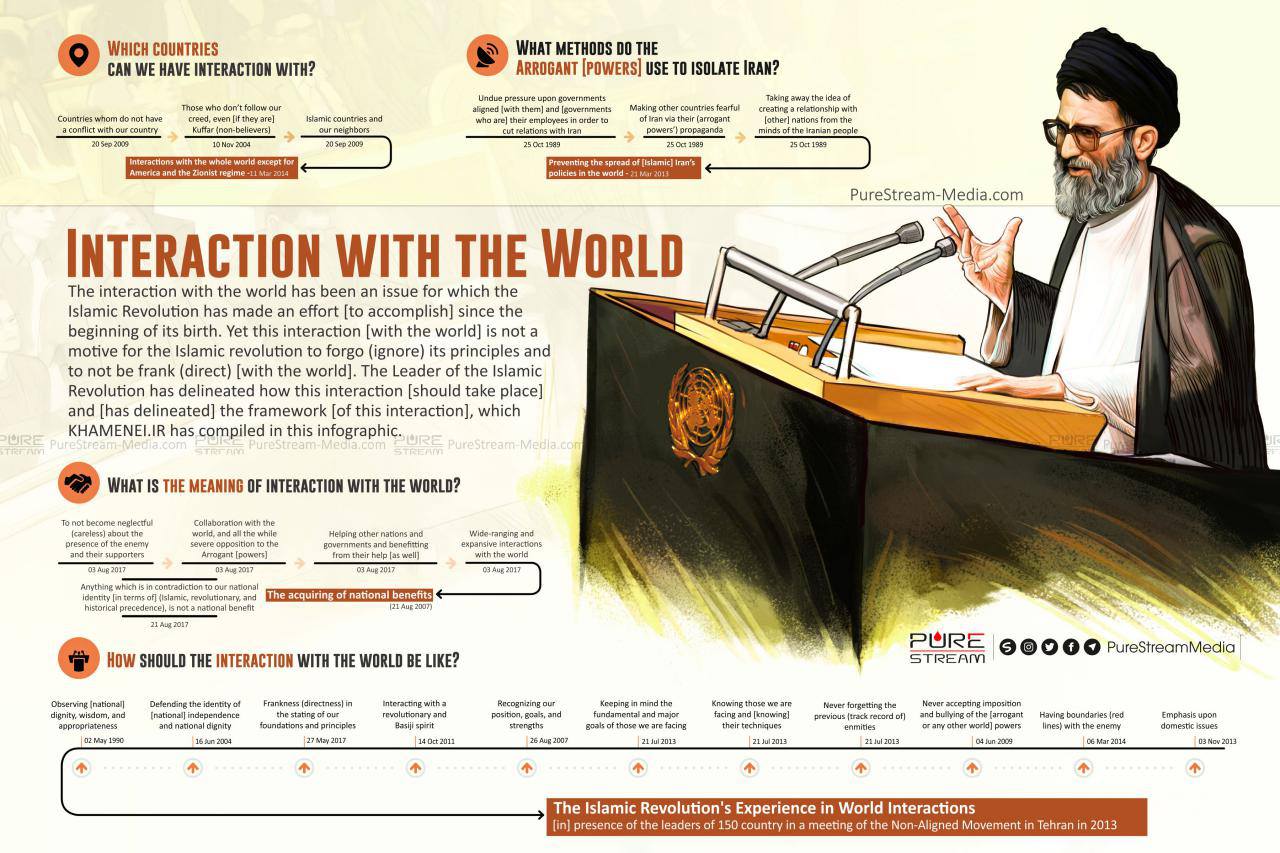 WHICH COUNTRIES
CAN WE HAVE INTERACTION WITH?
Countries whom do not have
a conflict with our country
20 Sep 2009
Those who don't follow our
creed, even [if they are]
Kuffar (non-believers)
10 Nov 2004
Islamic countries and
our neighbors
20 Sep 2009
Interactions with the whole world except for
America and the Zionist regime -11 Mar 2014
WHAT METHODS DO THE
ARROGANT [POWERS] USE TO ISOLATE IRAN?
Undue pressure upon governments
aligned [with them] and [governments
who are] their employees in order to
cut relations with Iran
25 Oct 1989
Making other countries fearful
of Iran via their (arrogant
powers') propaganda
25 Oct 1989
Taking away the idea of
creating a relationship with
[other] nations from the
minds of the Iranian people
25 Oct 1989
Preventing the spread of [Islamic] Iran's
policies in the world - 21 Mar 2013
PureStream-Media.com
INTERACTION WITH THE WORLD
The interaction with the world has been an issue for which the
Islamic Revolution has made an effort [to accomplish] since the
beginning of its birth. Yet this interaction [with the world] is not a
motive for the Islamic revolution to forgo (ignore) its principles and
to not be frank (direct) [with the world]. The Leader of the Islamic
Revolution has delineated how this interaction [should take place]
and [has delineated] the framework [of this interaction], which
KHAMENEI.IR has compiled in this infographic.
PURE STREAM PureStream-Media.com PURE STREAM PureStream-Media.com PURE STREAM PureStream-Media.com
WHAT IS THE MEANING OF INTERACTION WITH THE WORLD?
To not become neglectful
(careless) about the
presence of the enemy
and their supporters
03 Aug 2017
Collaboration with the
world, and all the while
severe opposition to the
Arrogant [powers]
03 Aug 2017
Helping other nations and
governments and benefitting
from their help [as well]
03 Aug 2017
Wide-ranging and
expansive interactions
with the world
03 Aug 2017
Anything which is in contradiction to our national
identity [in terms of] (Islamic, revolutionary, and
historical precedence), is not a national benefit
21 Aug 2017
The acquiring of national benefits
(21 Aug 2007)
PURE
STREAM
PureStreamMedia
HOW SHOULD THE INTERACTION WITH THE WORLD BE LIKE?
Observing [national]
dignity, wisdom, and
appropriateness
02 May 1990
Defending the identity of
[national] independence
and national dignity
16 Jun 2004
Frankness (directness) in
the stating of our
foundations and principles
27 May 2017
Interacting with a
revolutionary and
Basiji spirit
14 Oct 2011
Recognizing our
position, goals, and
strengths
26 Aug 2007
Keeping in mind the
fundamental and major
goals of those we are facing
21 Jul 2013
Knowing those we are
facing and [knowing]
their techniques
21 Jul 2013
Never forgetting the
previous (track record of)
enmities
21 Jul 2013
Never accepting imposition
and bullying of the [arrogant
or any other world] powers
04 Jun 2009
Having boundaries (red
lines) with the enemy
06 Mar 2014
Emphasis upon
domestic issues
03 Nov 2013
The Islamic Revolution's Experience in World Interactions
[in] presence of the leaders of 150 country in a meeting of the Non-Aligned Movement in Tehran in 2013